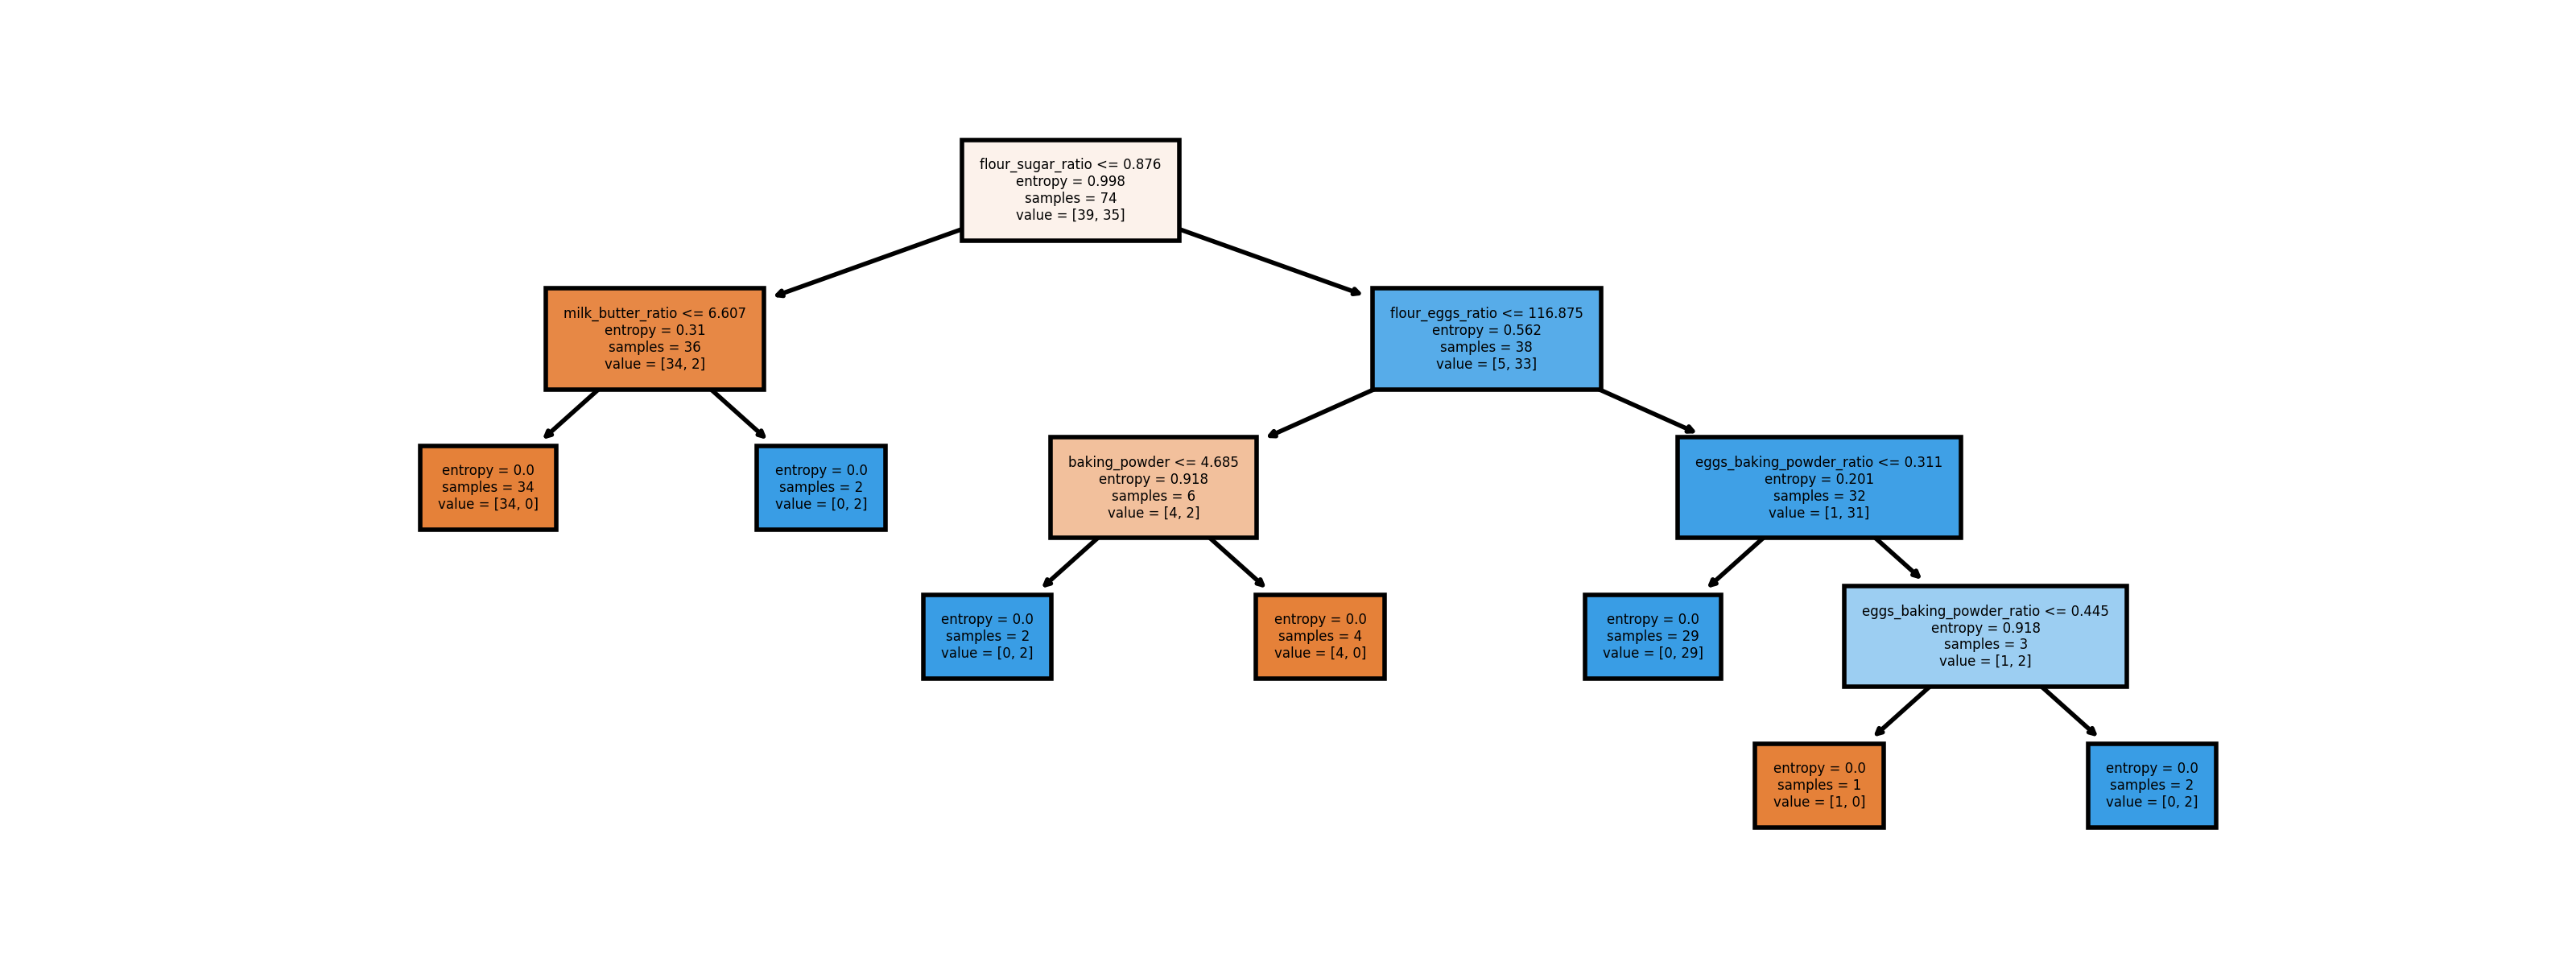 flour_sugar_ratio <= 0.876
entropy = 0.998
samples = 74
value = [39, 35]
milk_butter_ratio <= 6.607
entropy = 0.31
samples = 36
value = [34, 2]
flour_eggs_ratio <= 116.875
entropy = 0.562
samples = 38
value = [5, 33]
entropy = 0.0
samples = 34
value = [34, 0]
entropy = 0.0
samples = 2
value = [0, 2]
baking_powder <= 4.685
entropy = 0.918
samples = 6
value = [4, 2]
eggs_baking_powder_ratio <= 0.311
entropy = 0.201
samples = 32
value = [1, 31]
entropy = 0.0
samples = 2
value = [0, 2]
entropy = 0.0
samples = 4
value = [4, 0]
entropy = 0.0
samples = 29
value = [0, 29]
eggs_baking_powder_ratio <= 0.445
entropy = 0.918
samples = 3
value = [1, 2]
entropy = 0.0
samples = 1
value = [1, 0]
entropy = 0.0
samples = 2
value = [0, 2]